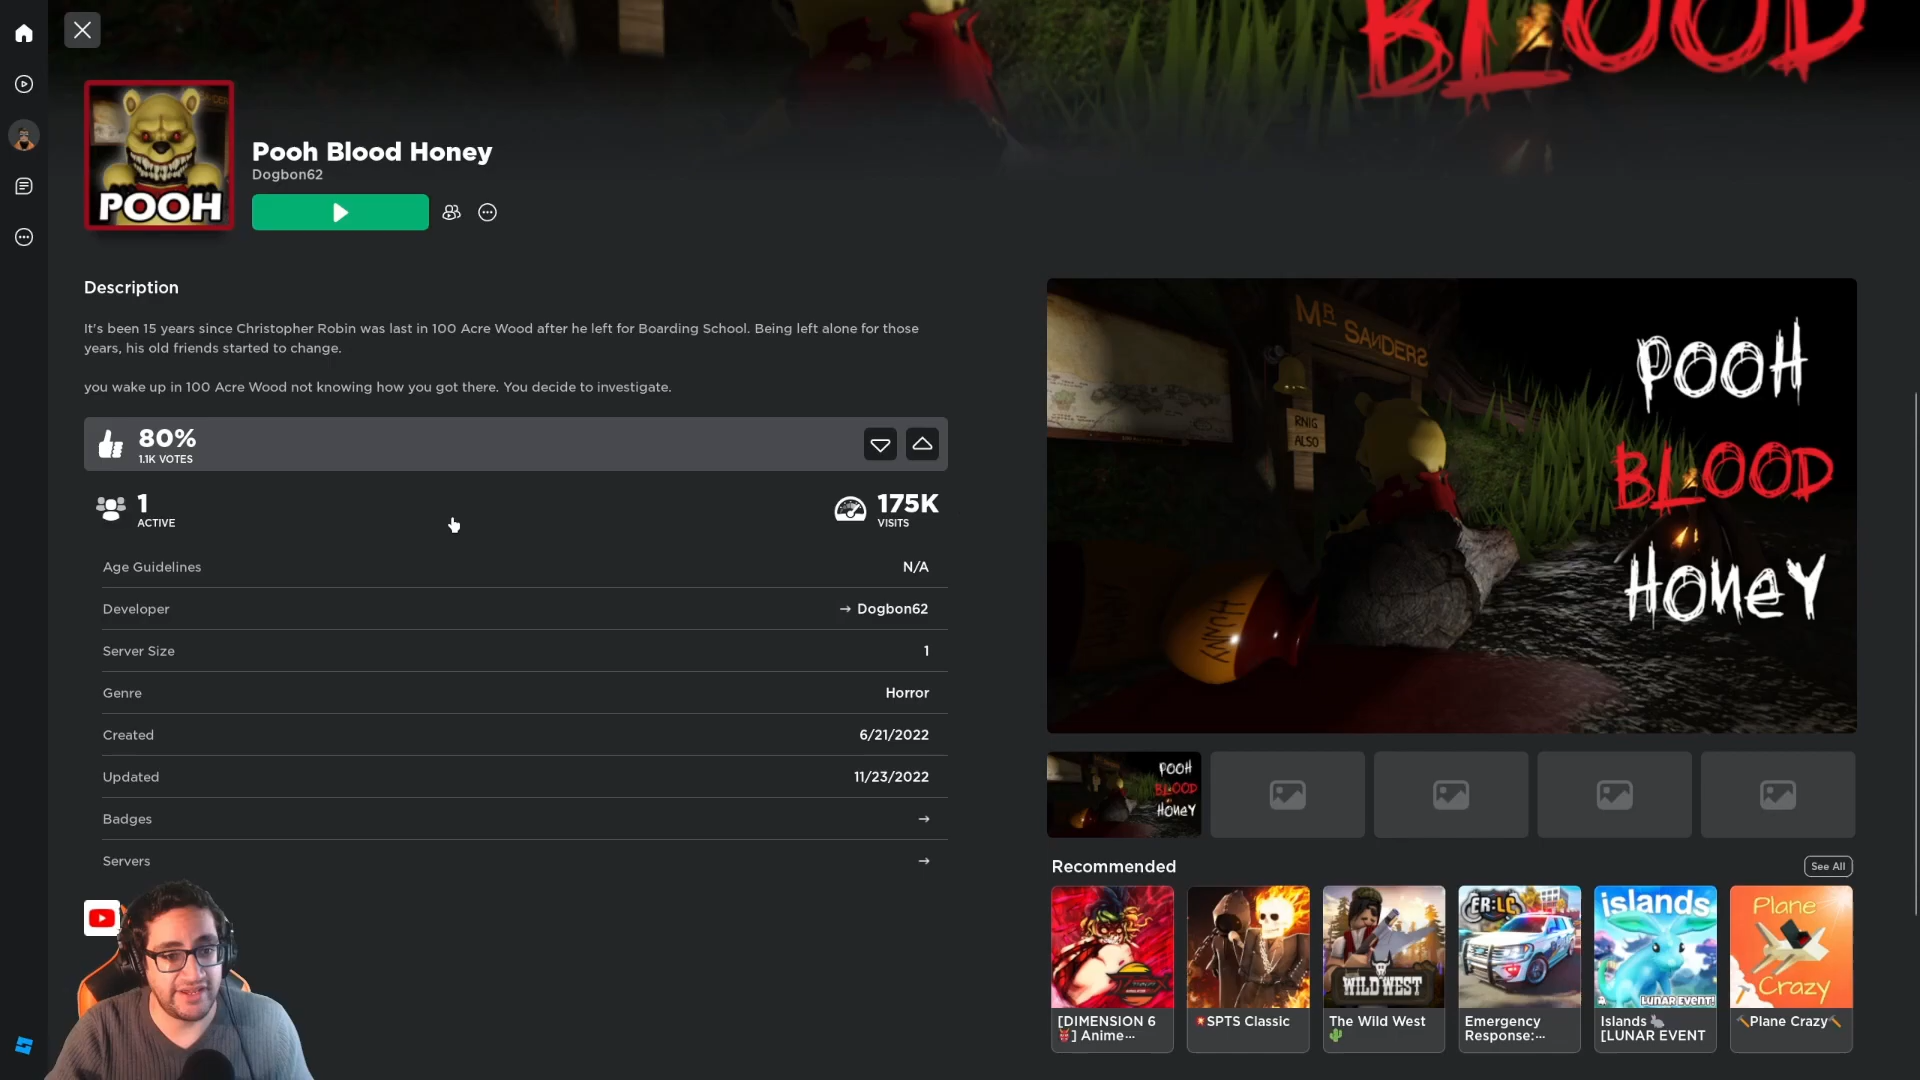 BLOOD
POOH
Pooh Blood Honey
Dogbon62
Description
It's been 15 years since Christopher Robin was last in 100 Acre Wood after he left for Boarding School. Being left alone for those
years, his old friends started to change.
you wake up in 100 Acre Wood not knowing how you got there. You decide to investigate.
80%
1.1K VOTES
1
ACTIVE
175K
VISITS
Age Guidelines
N/A
Developer
→ Dogbon62
Server Size
1
Genre
Horror
Created
6/21/2022
Updated
11/23/2022
Badges
→
Servers
→
MR SANDERS
RNIG
ALSO
HUNNY
POOH
BLOOD
HONEY
POOH
BLOOD
HONEY
Recommended
See All
WILD WEST
ER:LC
islands
LUNAR EVENT!
Plane
Crazy
[DIMENSION 6
👹] Anime...
💥SPTS Classic
The Wild West
🌵
Emergency
Response:...
Islands 🐇
[LUNAR EVENT
🔨Plane Crazy🔨